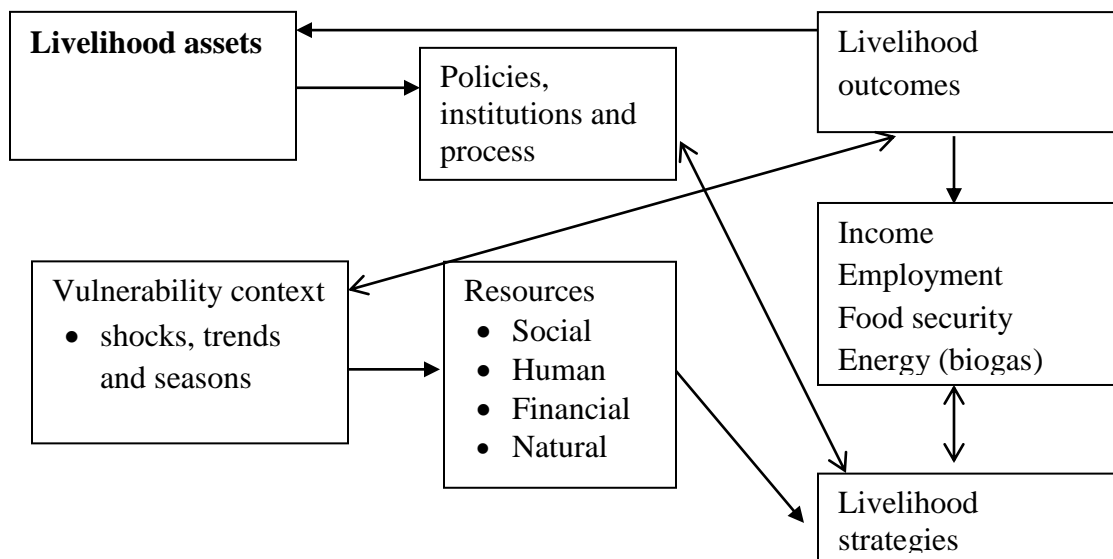 Livelihood assets
Policies,
institutions and
process
Livelihood
outcomes
Income
Employment
Food security
Energy (biogas)
Vulnerability context
• shocks, trends
and seasons
Resources
• Social
• Human
• Financial
• Natural
Livelihood
strategies